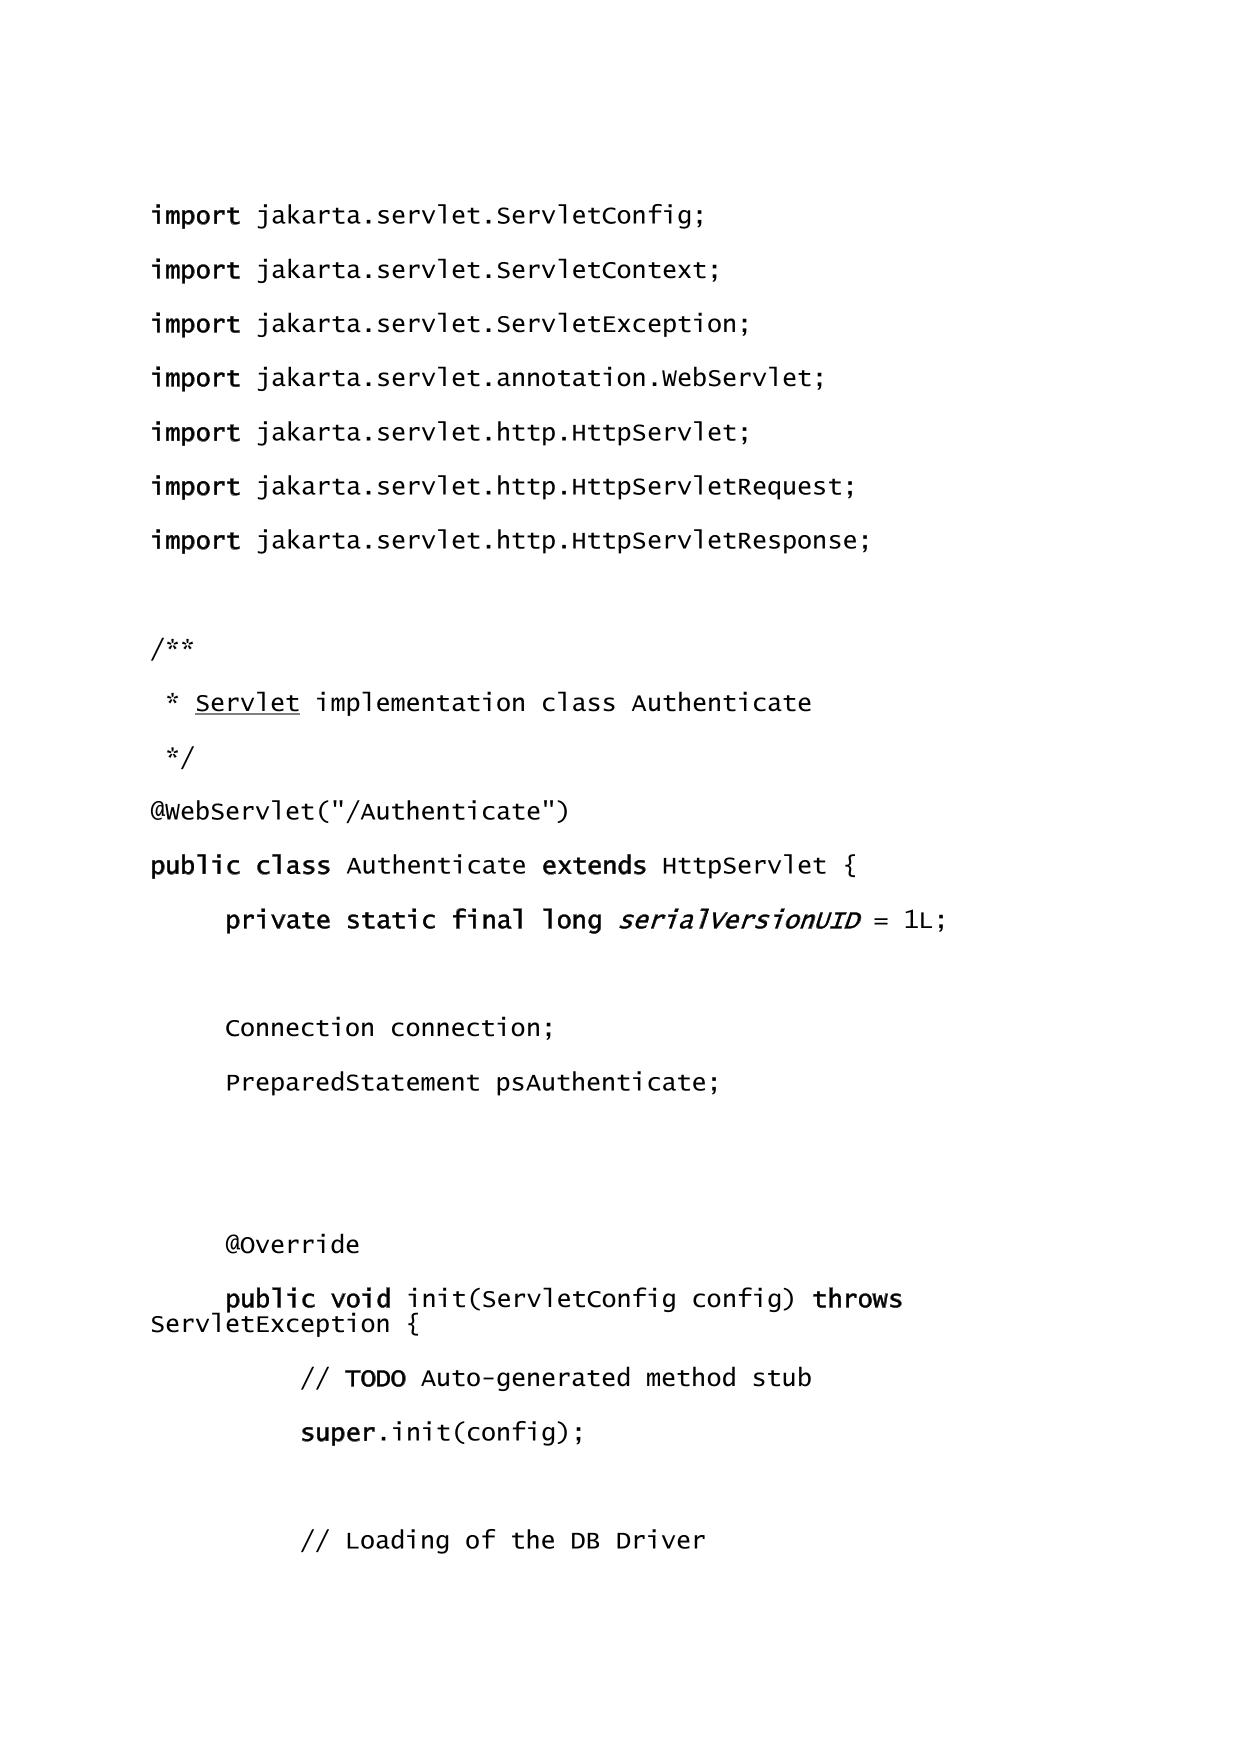 import jakarta.servlet.ServletConfig;
import jakarta.servlet.ServletContext;
import jakarta.servlet.ServletException;
import jakarta.servlet.annotation.WebServlet;
import jakarta.servlet.http.HttpServlet;
import jakarta.servlet.http.HttpServletRequest;
import jakarta.servlet.http.HttpServletResponse;
/**
 * Servlet implementation class Authenticate
 */
@WebServlet("/Authenticate")
public class Authenticate extends HttpServlet {
     private static final long serialVersionUID = 1L;
     Connection connection;
     PreparedStatement psAuthenticate;
     @Override
     public void init(ServletConfig config) throws
ServletException {
          // TODO Auto-generated method stub
          super.init(config);
          // Loading of the DB Driver